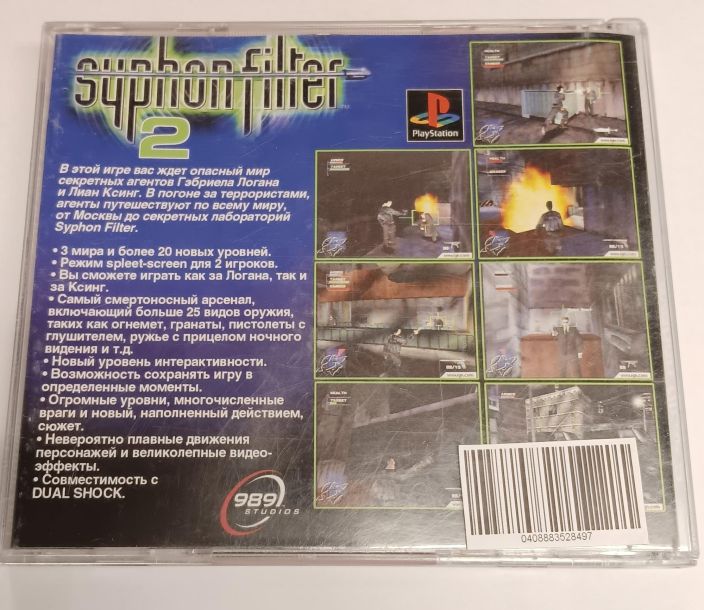 syphon filter
2
PlayStation
В этой игре вас ждет опасный мир
секретных агентов Гэбриела Логана
и Лиан Ксинг. В погоне за террористами,
агенты путешествуют по всему миру,
от Москвы до секретных лабораторий
Syphon Filter.
• 3 мира и более 20 новых уровней.
• Режим spleet-screen для 2 игроков.
• Вы сможете играть как за Логана, так и
за Ксинг.
• Самый смертоносный арсенал,
включающий больше 25 видов оружия,
таких как огнемет, гранаты, пистолеты с
глушителем, ружье с прицелом ночного
видения и т.д.
• Новый уровень интерактивности.
• Возможность сохранять игру в
определенные моменты.
• Огромные уровни, многочисленные
враги и новый, наполненный действием,
сюжет.
• Невероятно плавные движения
персонажей и великолепные видео-
эффекты.
• Совместимость с
DUAL SHOCK.
989
STUDIOS
HEALTH
TARGET
0408883528497